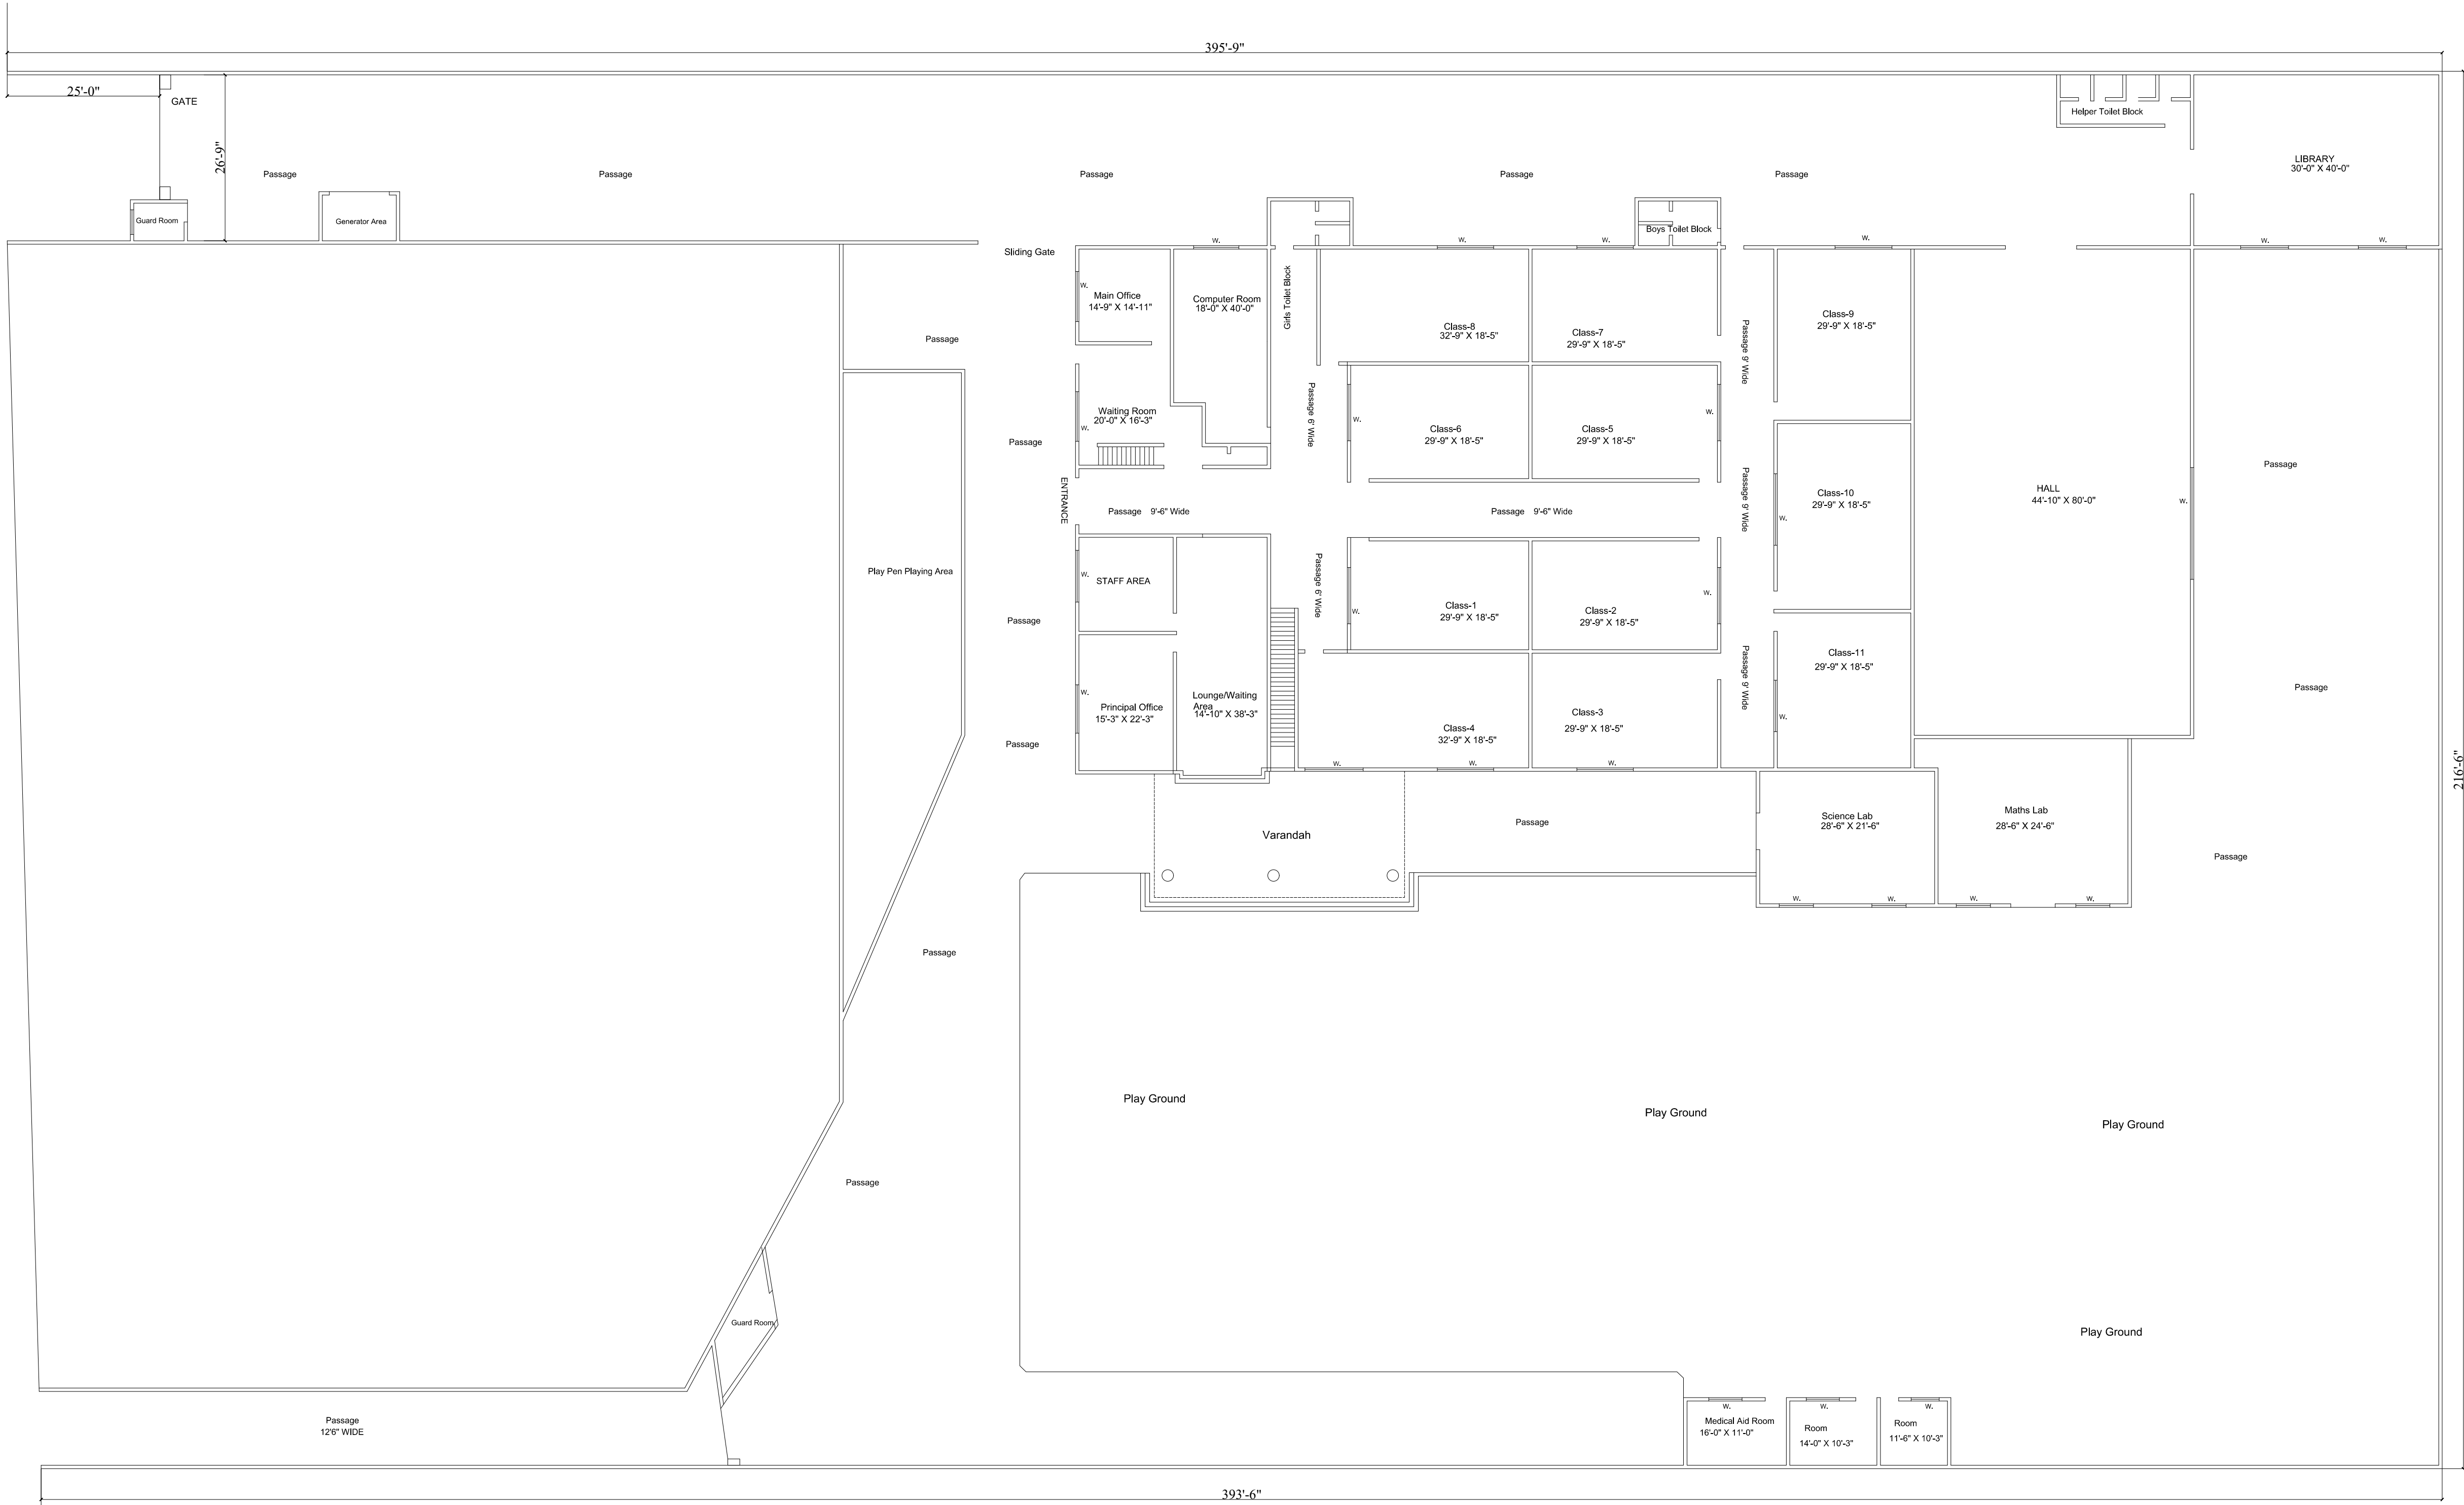 395'-9"
25'-0"
GATE
26'-9"
Helper Toilet Block
LIBRARY
30'-0" X 40'-0"
Passage
Passage
Passage
Passage
Passage
Guard Room
Generator Area
Boys Toilet Block
Sliding Gate
W.
W.
W.
W.
W.
W.
Girls Toilet Block
W.
Main Office
14'-9" X 14'-11"
Computer Room
18'-0" X 40'-0"
Class-8
32'-9" X 18'-5"
Class-7
29'-9" X 18'-5"
Class-9
29'-9" X 18'-5"
Passage 9' Wide
Passage
Passage 6' Wide
Waiting Room
20'-0" X 16'-3"
W.
W.
W.
Class-6
29'-9" X 18'-5"
Class-5
29'-9" X 18'-5"
Passage
Passage
ENTRANCE
Passage 9'-6" Wide
Passage 9'-6" Wide
Passage 9' Wide
Class-10
29'-9" X 18'-5"
W.
HALL
44'-10" X 80'-0"
W.
Play Pen Playing Area
W.
STAFF AREA
Passage 6' Wide
W.
Class-1
29'-9" X 18'-5"
Class-2
29'-9" X 18'-5"
W.
Passage
Class-11
29'-9" X 18'-5"
Passage 9' Wide
W.
Principal Office
15'-3" X 22'-3"
Lounge/Waiting
Area
14'-10" X 38'-3"
Class-4
32'-9" X 18'-5"
Class-3
29'-9" X 18'-5"
W.
Passage
Passage
W.
W.
W.
216'-6"
Varandah
Passage
Science Lab
28'-6" X 21'-6"
Maths Lab
28'-6" X 24'-6"
Passage
W.
W.
W.
W.
Passage
Play Ground
Play Ground
Play Ground
Passage
Guard Room
Play Ground
Passage
12'6" WIDE
W.
W.
W.
Medical Aid Room
16'-0" X 11'-0"
Room
14'-0" X 10'-3"
Room
11'-6" X 10'-3"
393'-6"